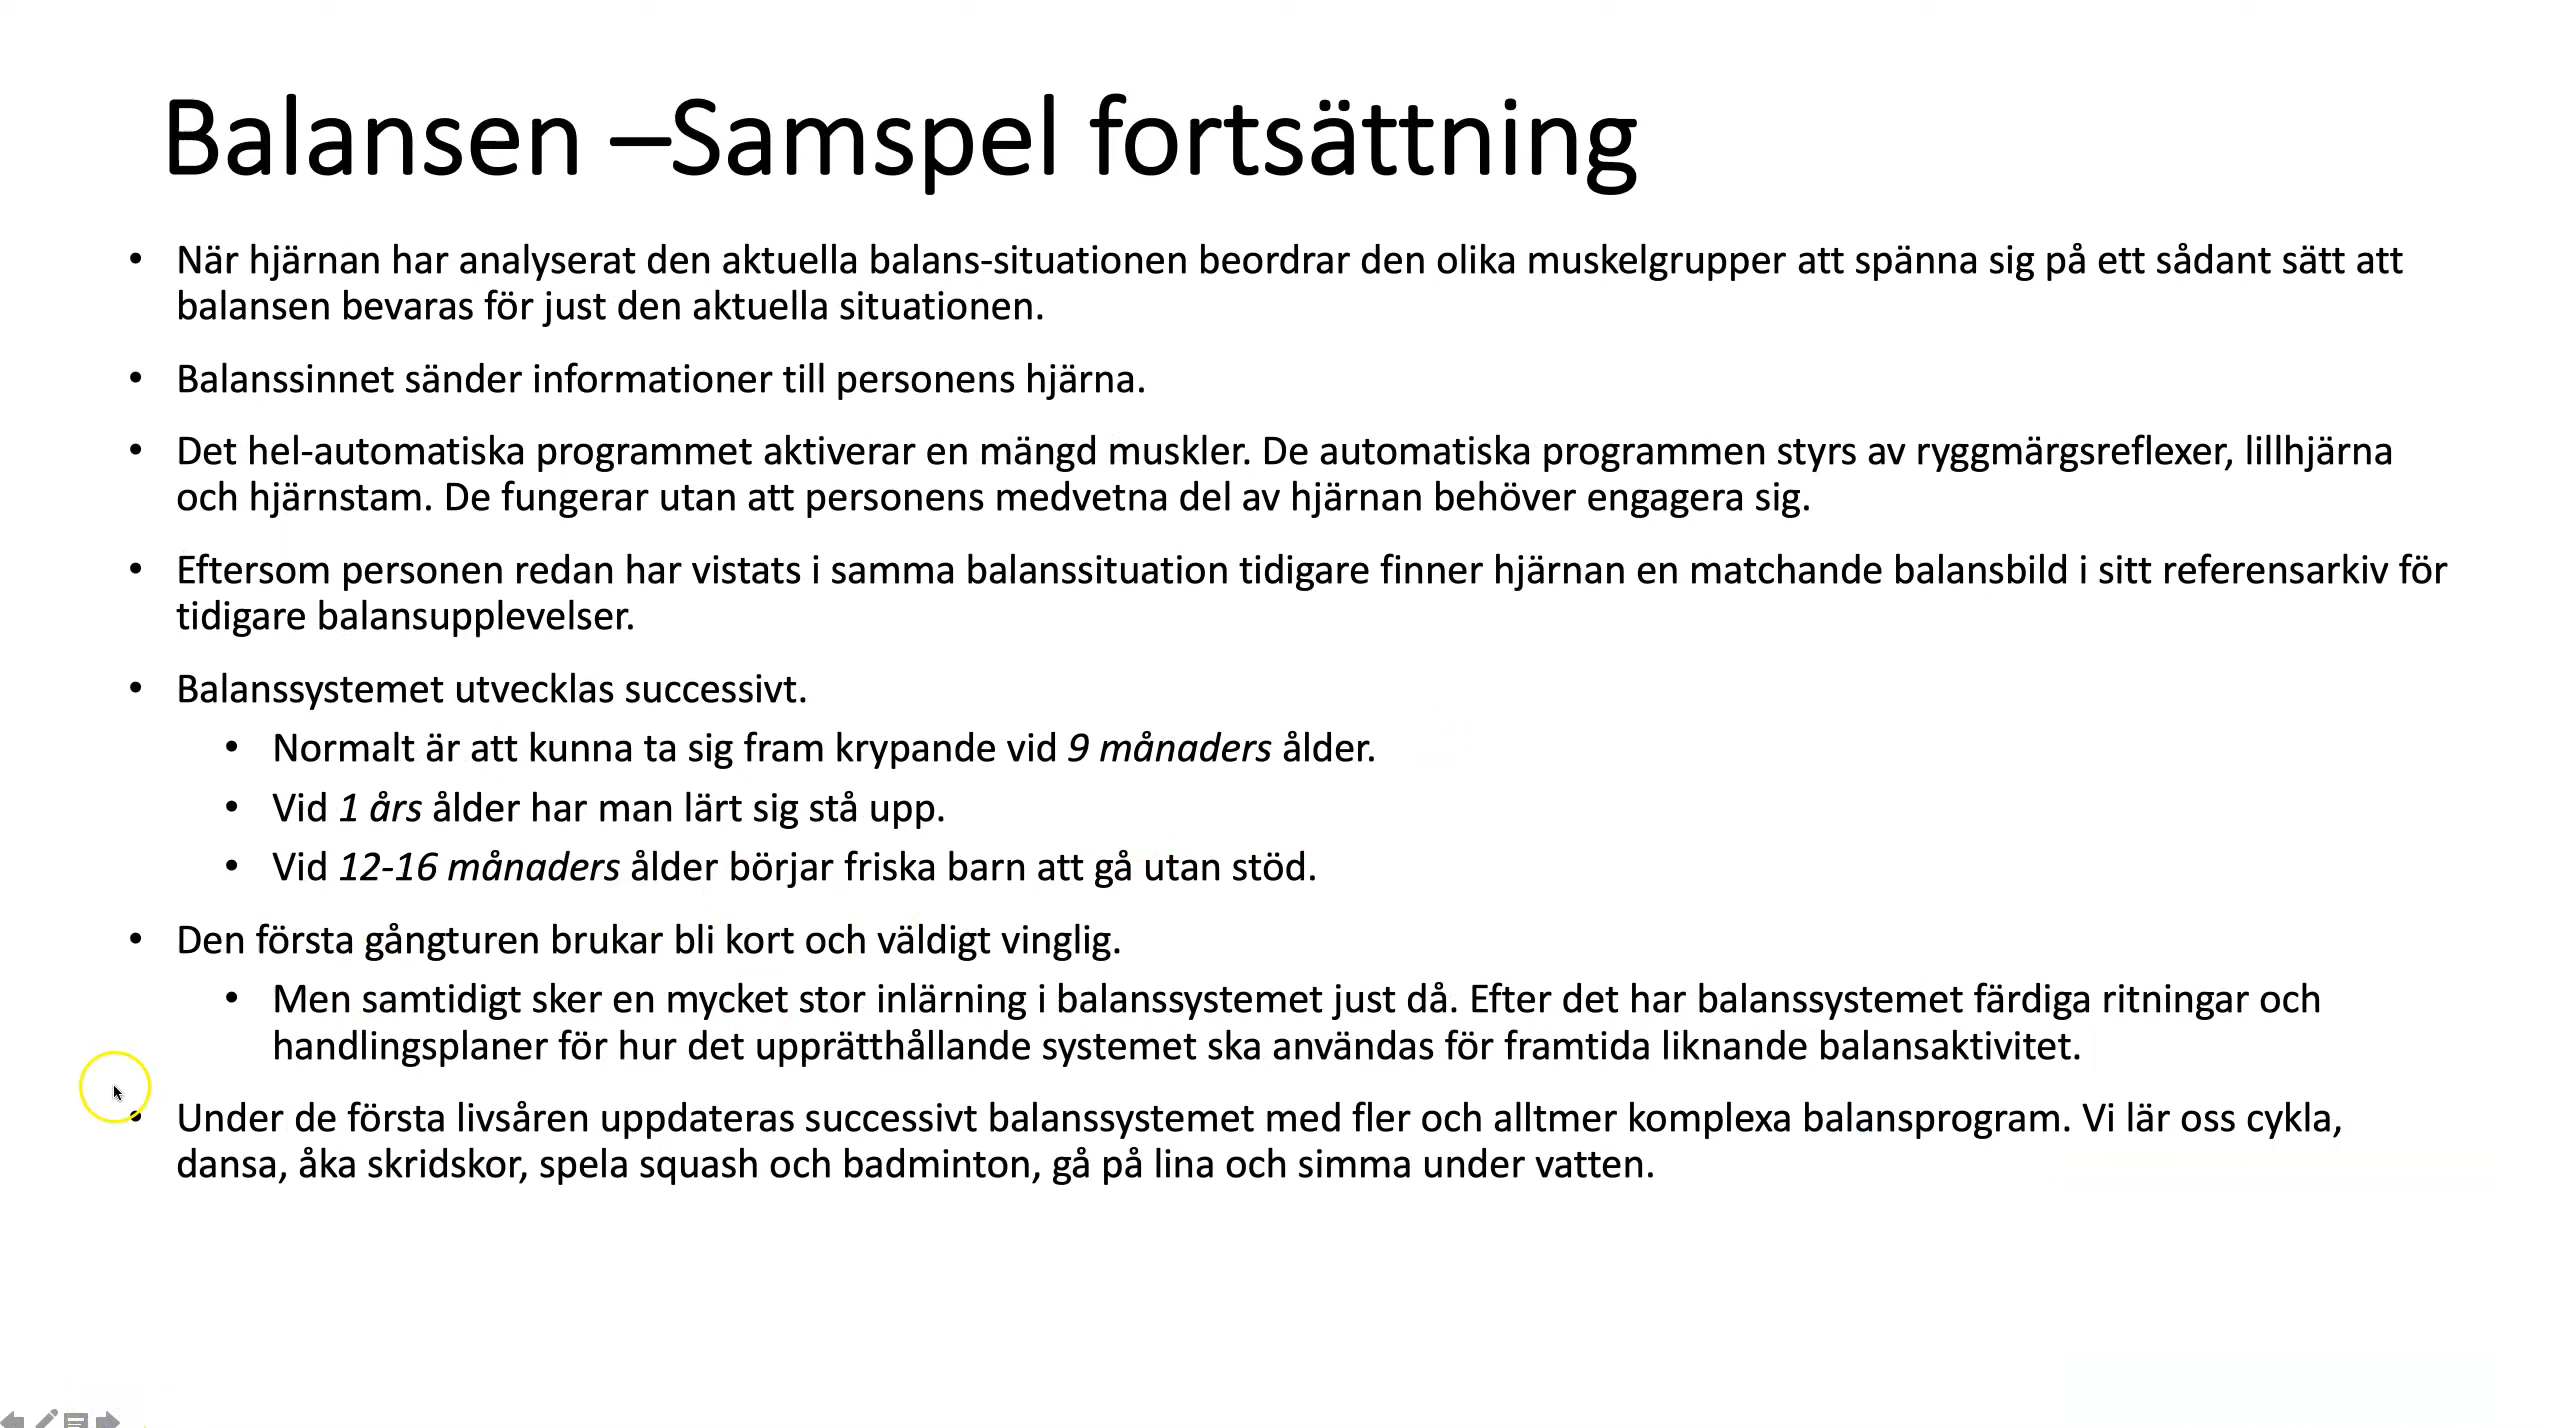 Balansen –Samspel fortsättning
• När hjärnan har analyserat den aktuella balans-situationen beordrar den olika muskelgrupper att spänna sig på ett sådant sätt att
balansen bevaras för just den aktuella situationen.
• Balanssinnet sänder informationer till personens hjärna.
• Det hel-automatiska programmet aktiverar en mängd muskler. De automatiska programmen styrs av ryggmärgsreflexer, lillhjärna
och hjärnstam. De fungerar utan att personens medvetna del av hjärnan behöver engagera sig.
• Eftersom personen redan har vistats i samma balanssituation tidigare finner hjärnan en matchande balansbild i sitt referensarkiv för
tidigare balansupplevelser.
• Balanssystemet utvecklas successivt.
• Normalt är att kunna ta sig fram krypande vid 9 månaders ålder.
• Vid 1 års ålder har man lärt sig stå upp.
• Vid 12-16 månaders ålder börjar friska barn att gå utan stöd.
• Den första gångturen brukar bli kort och väldigt vinglig.
• Men samtidigt sker en mycket stor inlärning i balanssystemet just då. Efter det har balanssystemet färdiga ritningar och
handlingsplaner för hur det upprätthållande systemet ska användas för framtida liknande balansaktivitet.
• Under de första livsåren uppdateras successivt balanssystemet med fler och alltmer komplexa balansprogram. Vi lär oss cykla,
dansa, åka skridskor, spela squash och badminton, gå på lina och simma under vatten.